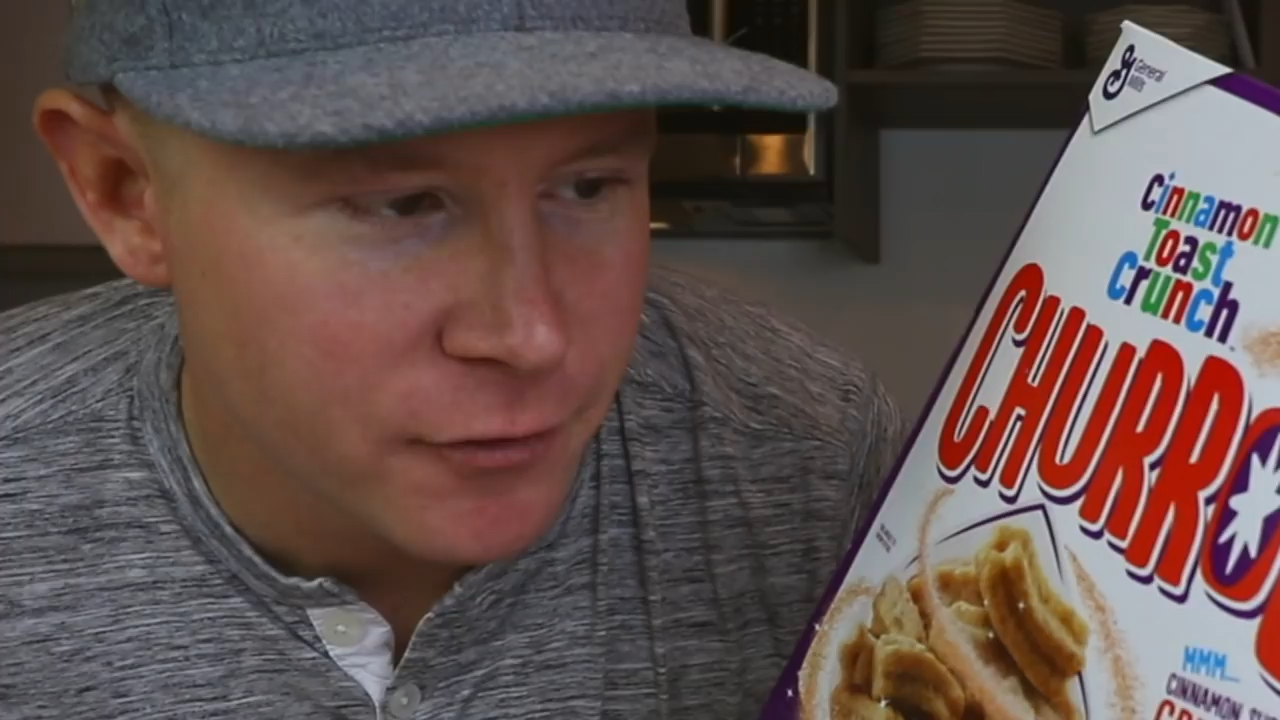 General
Mills
Cinnamon
Toast
Crunch
CHURRO
MMM...
CINNAMON